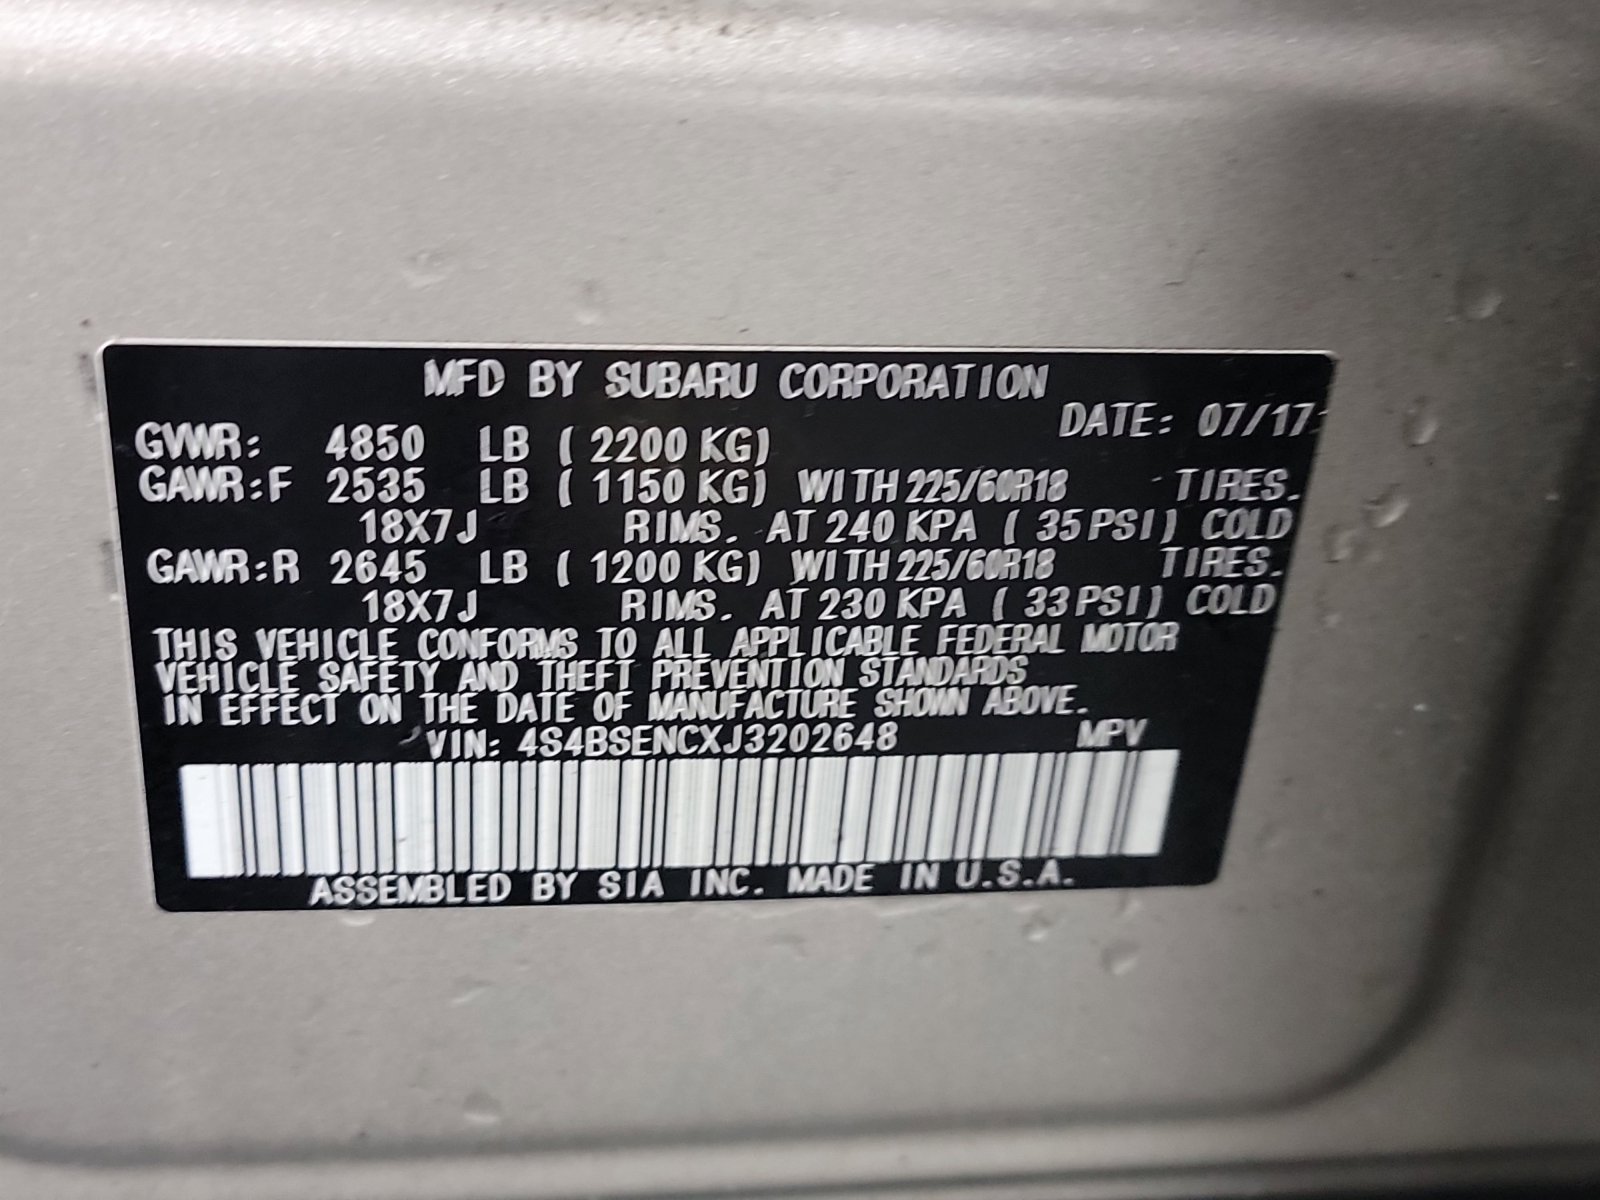 MFD BY SUBARU CORPORATION
DATE: 07/17
GVWR: 4850 LB ( 2200 KG)
GAWR:F 2535 LB ( 1150 KG) WITH 225/60R18 TIRES.
18X7J RIMS. AT 240 KPA ( 35 PSI) COLD
GAWR:R 2645 LB ( 1200 KG) WITH 225/60R18 TIRES.
18X7J RIMS. AT 230 KPA ( 33 PSI) COLD
THIS VEHICLE CONFORMS TO ALL APPLICABLE FEDERAL MOTOR
VEHICLE SAFETY AND THEFT PREVENTION STANDARDS
IN EFFECT ON THE DATE OF MANUFACTURE SHOWN ABOVE.
VIN: 4S4BSENCXJ3202648 MPV
ASSEMBLED BY SIA INC. MADE IN U.S.A.